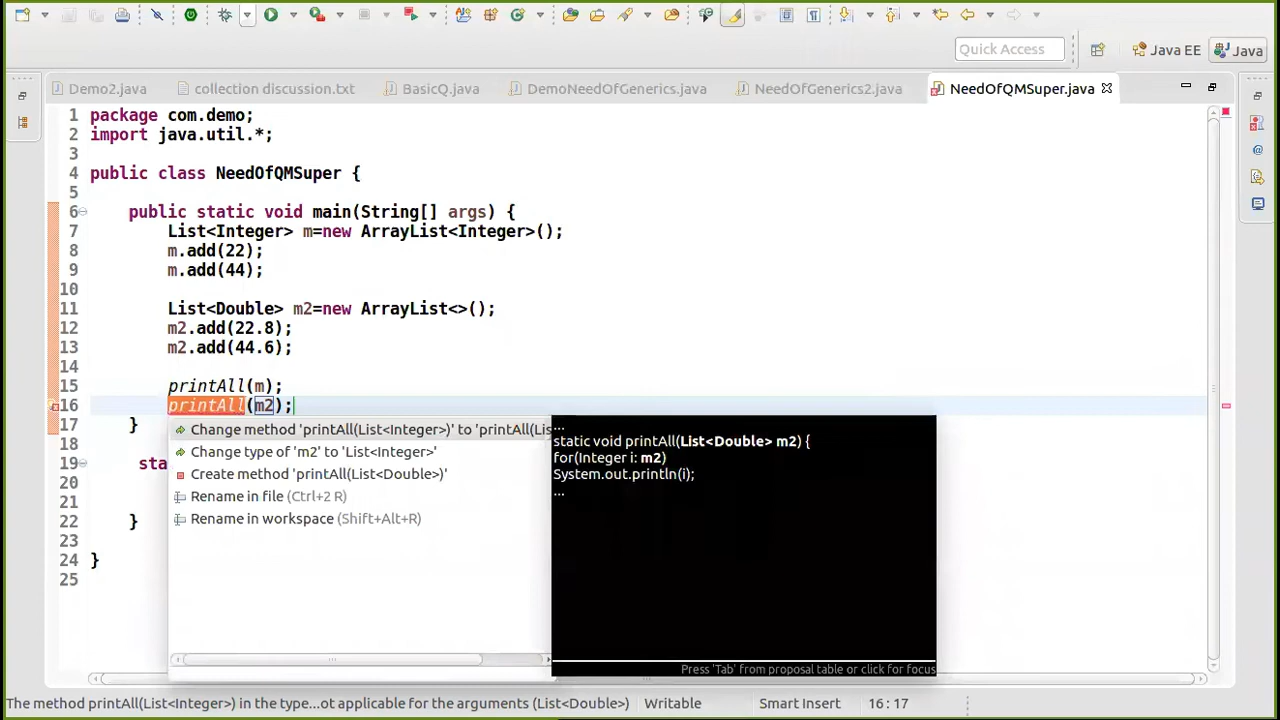 Quick Access
Java EE
Java
Demo2.java
collection discussion.txt
BasicQ.java
DemoNeedOfGenerics.java
NeedOfGenerics2.java
NeedOfQMSuper.java
1 package com.demo;
2 import java.util.*;
3
4 public class NeedOfQMSuper {
5
6 public static void main(String[] args) {
7 List<Integer> m=new ArrayList<Integer>();
8 m.add(22);
9 m.add(44);
10
11 List<Double> m2=new ArrayList<>();
12 m2.add(22.8);
13 m2.add(44.6);
14
15 printAll(m);
16 printAll(m2);
17 }
18
19 sta
20
21
22 }
23
24 }
25
Change method 'printAll(List<Integer>)' to 'printAll(Lis
Change type of 'm2' to 'List<Integer>'
Create method 'printAll(List<Double>)'
Rename in file (Ctrl+2 R)
Rename in workspace (Shift+Alt+R)
...
static void printAll(List<Double> m2) {
for(Integer i: m2)
System.out.println(i);
...
Press 'Tab' from proposal table or click for focus
The method printAll(List<Integer>) in the type...ot applicable for the arguments (List<Double>)
Writable
Smart Insert
16 : 17